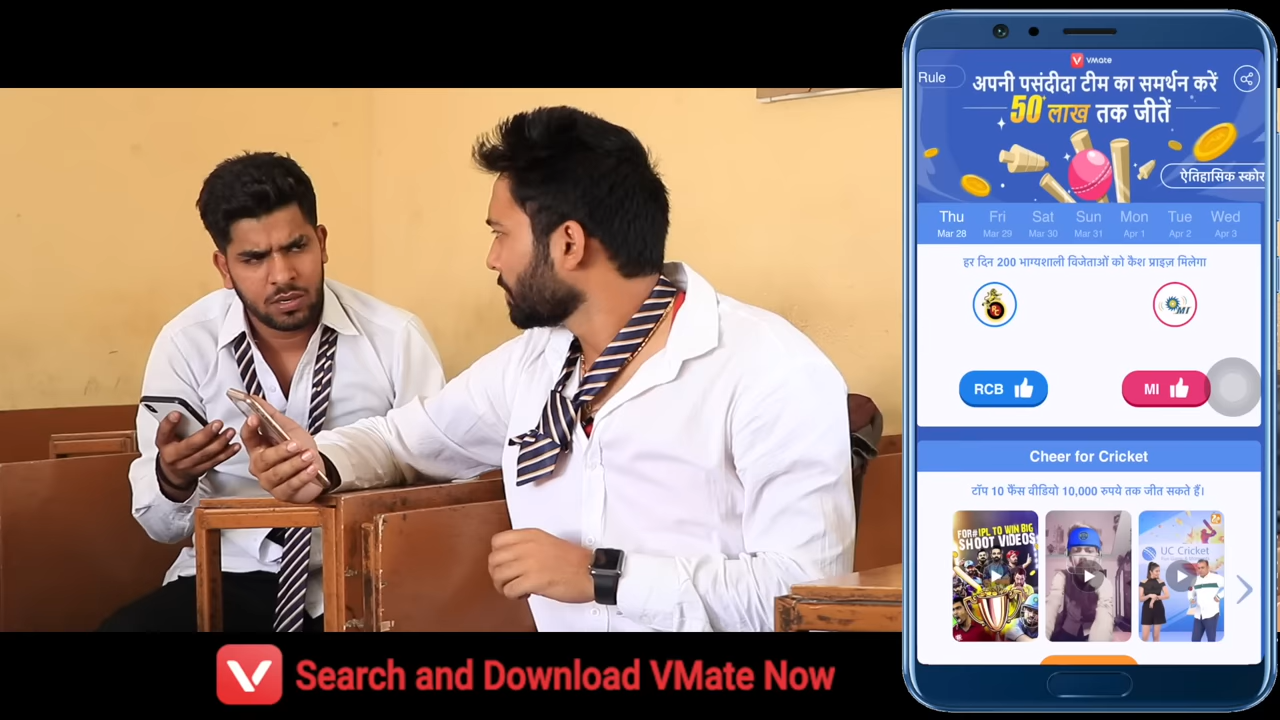 VMate
Rule
अपनी पसंदीदा टीम का समर्थन करें
50 लाख तक जीतें
ऐतिहासिक स्कोर
Thu Fri Sat Sun Mon Tue Wed
Mar 28 Mar 29 Mar 30 Mar 31 Apr 1 Apr 2 Apr 3
हर दिन 200 भाग्यशाली विजेताओं को कैश प्राइज़ मिलेगा
MI
RCB MI
Cheer for Cricket
टॉप 10 फैंस वीडियो 10,000 रुपये तक जीत सकते हैं।
FOR#IPL TO WIN BIG
SHOOT VIDEOS
UC Cricket
Search and Download VMate Now